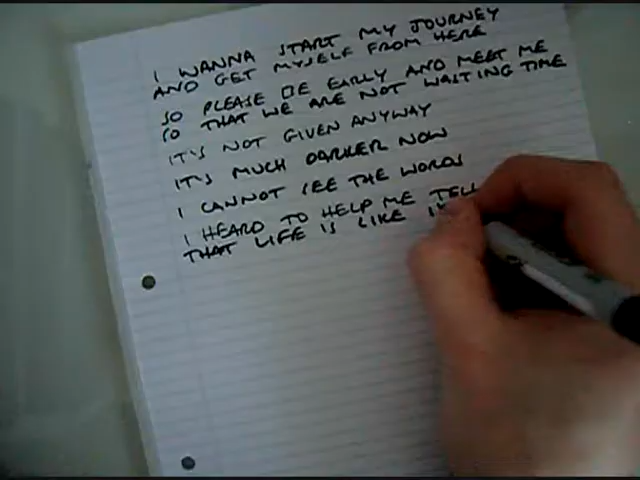 I WANNA START MY JOURNEY
AND GET MYSELF FROM HERE
SO PLEASE BE EARLY AND MEET ME
SO THAT WE ARE NOT WASTING TIME
IT'S NOT GIVEN ANYWAY
IT'S MUCH DARKER NOW
I CANNOT SEE THE WORDS
I HEARD TO HELP ME TELL
THAT LIFE IS LIKE